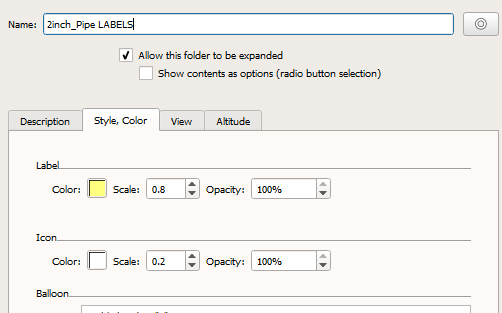 Name: 2inch_Pipe LABELS
Allow this folder to be expanded
Show contents as options (radio button selection)
Description Style, Color View Altitude
Label
Color: Scale: 0.8 Opacity: 100%
Icon
Color: Scale: 0.2 Opacity: 100%
Balloon